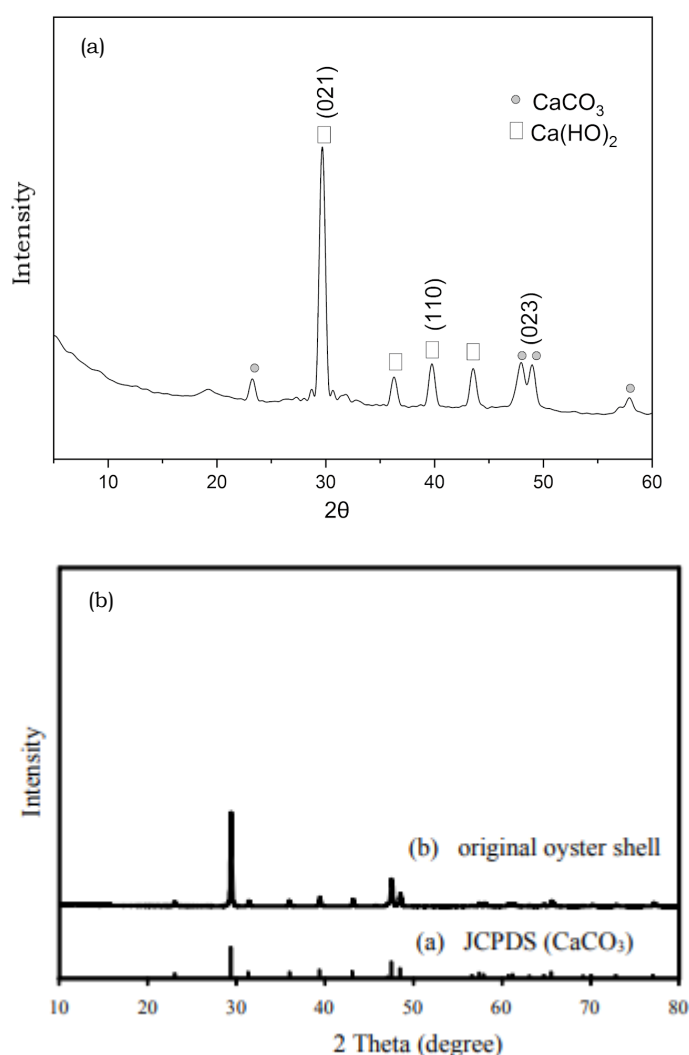 (a)
(021)
CaCO₃
Ca(HO)₂
Intensity
(110)
(023)
10 20 30 40 50 60
2θ
(b)
Intensity
(b) original oyster shell
(a) JCPDS (CaCO₃)
10 20 30 40 50 60 70 80
2 Theta (degree)